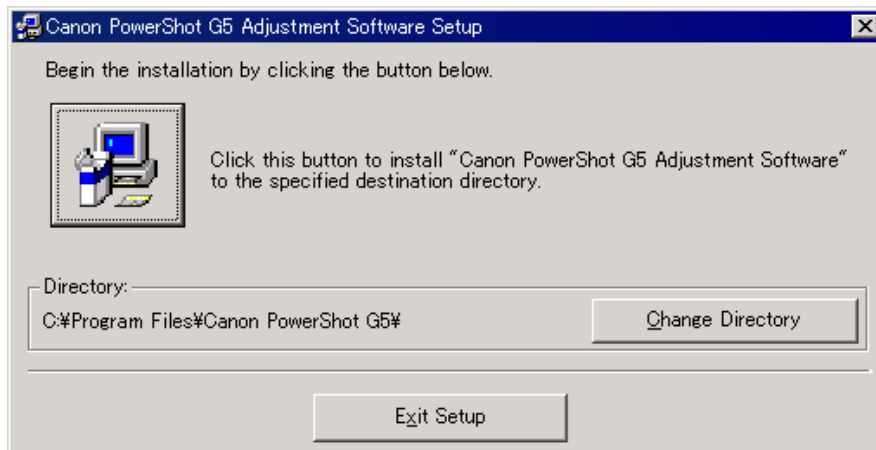 Canon PowerShot G5 Adjustment Software Setup
Begin the installation by clicking the button below.
Click this button to install "Canon PowerShot G5 Adjustment Software"
to the specified destination directory.
Directory:
C:¥Program Files¥Canon PowerShot G5¥
Change Directory
Exit Setup